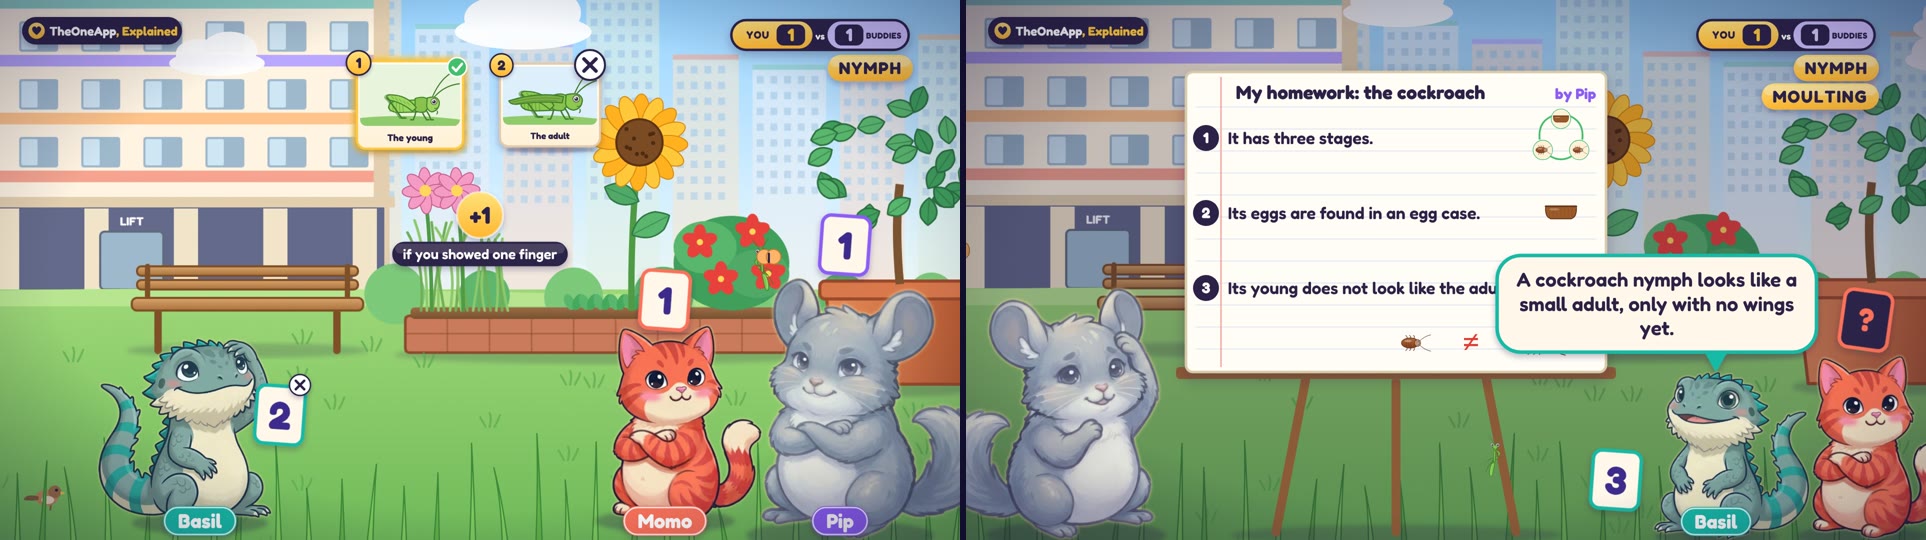 TheOneApp, Explained
YOU 1 vs 1 BUDDIES
NYMPH
1
The young
2
The adult
+1
if you showed one finger
LIFT
1
1
2
Basil
Momo
Pip
TheOneApp, Explained
YOU 1 vs 1 BUDDIES
NYMPH
MOULTING
My homework: the cockroach
by Pip
1 It has three stages.
2 Its eggs are found in an egg case.
3 Its young does not look like the adu
≠
LIFT
A cockroach nymph looks like a
small adult, only with no wings
yet.
?
3
Basil